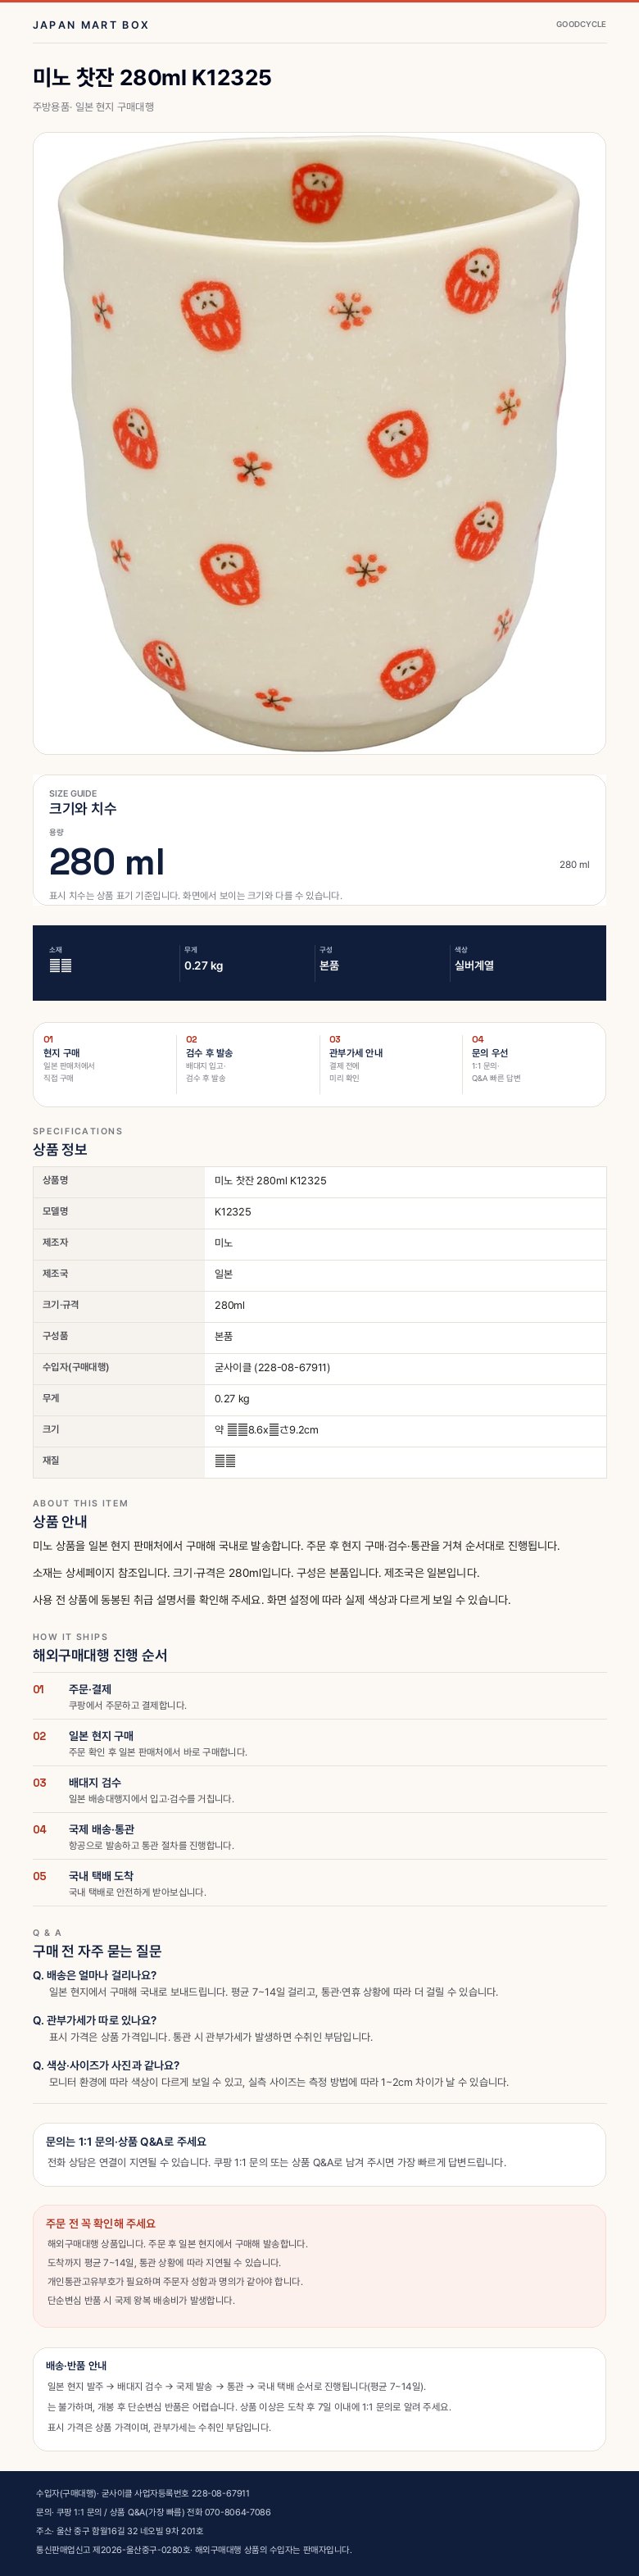 JAPAN MART BOX
GOODCYCLE
미노 찻잔 280ml K12325
주방용품· 일본 현지 구매대행
SIZE GUIDE
크기와 치수
용량
280 ml
280 ml
표시 치수는 상품 표기 기준입니다. 화면에서 보이는 크기와 다를 수 있습니다.
소재
무게
0.27 kg
구성
본품
색상
실버계열
01
현지 구매
일본 판매처에서
직접 구매
02
검수 후 발송
배대지 입고·
검수 후 발송
03
관부가세 안내
결제 전에
미리 확인
04
문의 우선
1:1 문의·
Q&A 빠른 답변
SPECIFICATIONS
상품 정보
상품명 미노 찻잔 280ml K12325
모델명 K12325
제조자 미노
제조국 일본
크기·규격 280ml
구성품 본품
수입자(구매대행) 굳사이클 (228-08-67911)
무게 0.27 kg
크기 약 8.6x さ9.2cm
재질
ABOUT THIS ITEM
상품 안내
미노 상품을 일본 현지 판매처에서 구매해 국내로 발송합니다. 주문 후 현지 구매·검수·통관을 거쳐 순서대로 진행됩니다.
소재는 상세페이지 참조입니다. 크기·규격은 280ml입니다. 구성은 본품입니다. 제조국은 일본입니다.
사용 전 상품에 동봉된 취급 설명서를 확인해 주세요. 화면 설정에 따라 실제 색상과 다르게 보일 수 있습니다.
HOW IT SHIPS
해외구매대행 진행 순서
01 주문·결제
쿠팡에서 주문하고 결제합니다.
02 일본 현지 구매
주문 확인 후 일본 판매처에서 바로 구매합니다.
03 배대지 검수
일본 배송대행지에서 입고·검수를 거칩니다.
04 국제 배송·통관
항공으로 발송하고 통관 절차를 진행합니다.
05 국내 택배 도착
국내 택배로 안전하게 받아보십니다.
Q & A
구매 전 자주 묻는 질문
Q. 배송은 얼마나 걸리나요?
일본 현지에서 구매해 국내로 보내드립니다. 평균 7~14일 걸리고, 통관·연휴 상황에 따라 더 걸릴 수 있습니다.
Q. 관부가세가 따로 있나요?
표시 가격은 상품 가격입니다. 통관 시 관부가세가 발생하면 수취인 부담입니다.
Q. 색상·사이즈가 사진과 같나요?
모니터 환경에 따라 색상이 다르게 보일 수 있고, 실측 사이즈는 측정 방법에 따라 1~2cm 차이가 날 수 있습니다.
문의는 1:1 문의·상품 Q&A로 주세요
전화 상담은 연결이 지연될 수 있습니다. 쿠팡 1:1 문의 또는 상품 Q&A로 남겨 주시면 가장 빠르게 답변드립니다.
주문 전 꼭 확인해 주세요
해외구매대행 상품입니다. 주문 후 일본 현지에서 구매해 발송합니다.
도착까지 평균 7~14일, 통관 상황에 따라 지연될 수 있습니다.
개인통관고유부호가 필요하며 주문자 성함과 명의가 같아야 합니다.
단순변심 반품 시 국제 왕복 배송비가 발생합니다.
배송·반품 안내
일본 현지 발주 → 배대지 검수 → 국제 발송 → 통관 → 국내 택배 순서로 진행됩니다(평균 7~14일).
는 불가하며, 개봉 후 단순변심 반품은 어렵습니다. 상품 이상은 도착 후 7일 이내에 1:1 문의로 알려 주세요.
표시 가격은 상품 가격이며, 관부가세는 수취인 부담입니다.
수입자(구매대행)· 굳사이클 사업자등록번호 228-08-67911
문의· 쿠팡 1:1 문의 / 상품 Q&A(가장 빠름) 전화 070-8064-7086
주소· 울산 중구 함월16길 32 네오빌 9차 201호
통신판매업신고 제2026-울산중구-0280호· 해외구매대행 상품의 수입자는 판매자입니다.